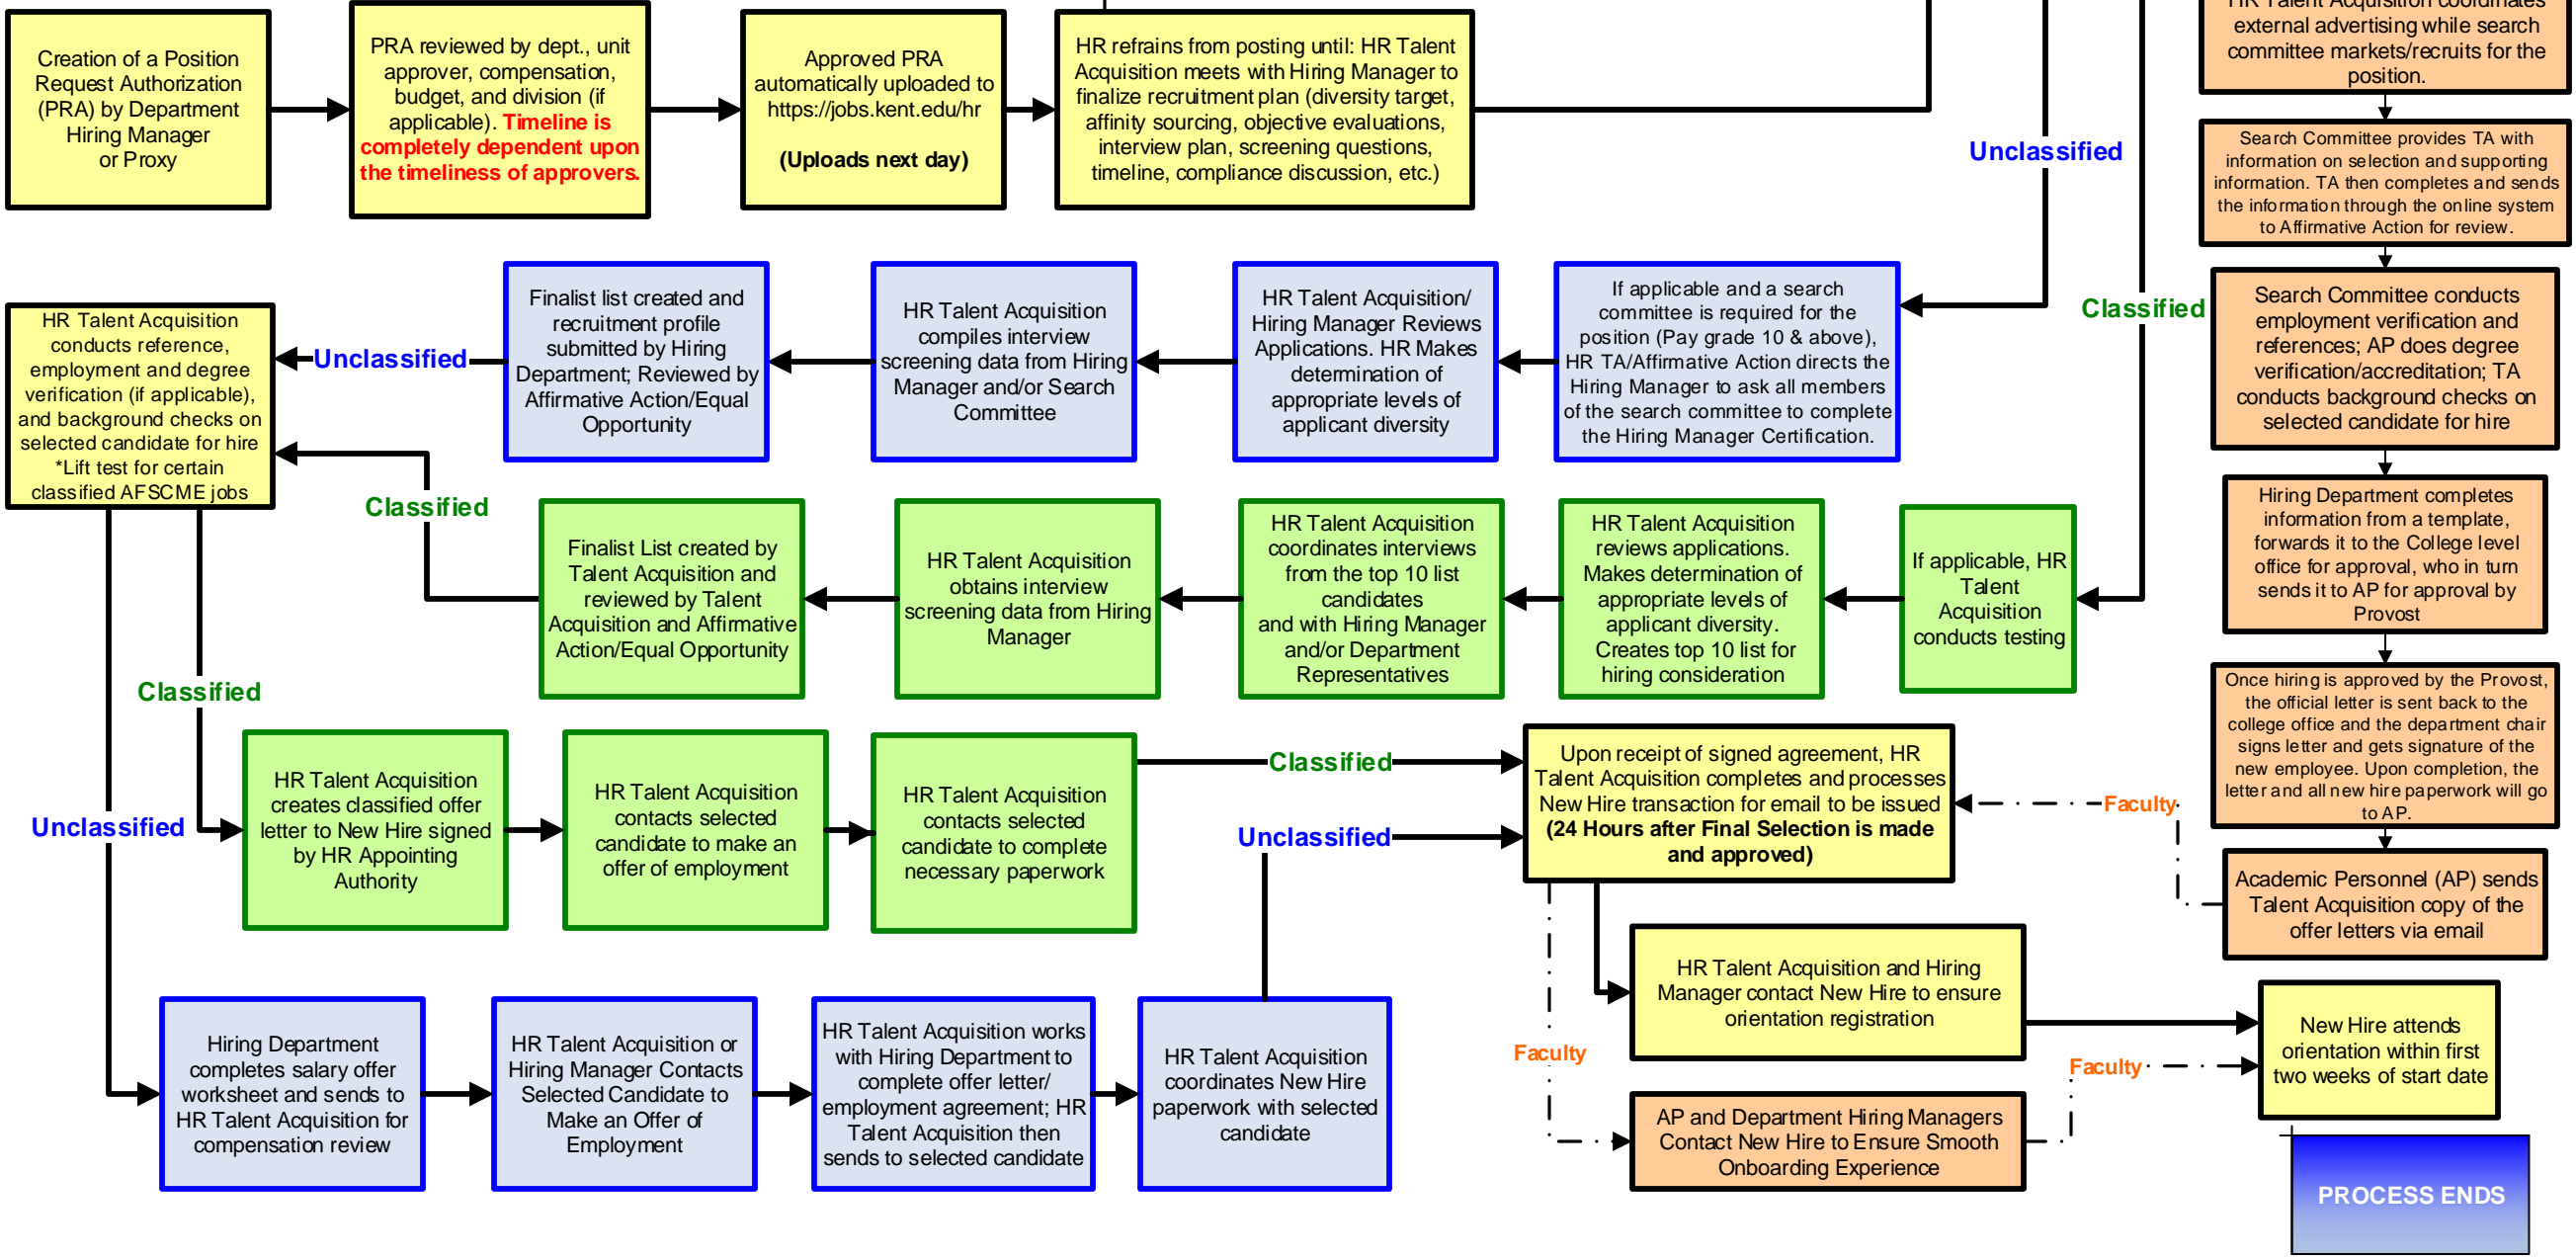 Creation of a Position
Request Authorization
(PRA) by Department
Hiring Manager
or Proxy
PRA reviewed by dept., unit
approver, compensation,
budget, and division (if
applicable). Timeline is
completely dependent upon
the timeliness of approvers.
Approved PRA
automatically uploaded to
https://jobs.kent.edu/hr
(Uploads next day)
HR refrains from posting until: HR Talent
Acquisition meets with Hiring Manager to
finalize recruitment plan (diversity target,
affinity sourcing, objective evaluations,
interview plan, screening questions,
timeline, compliance discussion, etc.)
Unclassified
Classified
HR Talent Acquisition coordinates
external advertising while search
committee markets/recruits for the
position.
Search Committee provides TA with
information on selection and supporting
information. TA then completes and sends
the information through the online system
to Affirmative Action for review.
Search Committee conducts
employment verification and
references; AP does degree
verification/accreditation; TA
conducts background checks on
selected candidate for hire
Hiring Department completes
information from a template,
forwards it to the College level
office for approval, who in turn
sends it to AP for approval by
Provost
Once hiring is approved by the Provost,
the official letter is sent back to the
college office and the department chair
signs letter and gets signature of the
new employee. Upon completion, the
letter and all new hire paperwork will go
to AP.
Academic Personnel (AP) sends
Talent Acquisition copy of the
offer letters via email
Faculty
If applicable and a search
committee is required for the
position (Pay grade 10 & above),
HR TA/Affirmative Action directs the
Hiring Manager to ask all members
of the search committee to complete
the Hiring Manager Certification.
HR Talent Acquisition/
Hiring Manager Reviews
Applications. HR Makes
determination of
appropriate levels of
applicant diversity
HR Talent Acquisition
compiles interview
screening data from Hiring
Manager and/or Search
Committee
Finalist list created and
recruitment profile
submitted by Hiring
Department; Reviewed by
Affirmative Action/Equal
Opportunity
Unclassified
HR Talent Acquisition
conducts reference,
employment and degree
verification (if applicable),
and background checks on
selected candidate for hire
*Lift test for certain
classified AFSCME jobs
If applicable, HR
Talent
Acquisition
conducts testing
HR Talent Acquisition
reviews applications.
Makes determination of
appropriate levels of
applicant diversity.
Creates top 10 list for
hiring consideration
HR Talent Acquisition
coordinates interviews
from the top 10 list
candidates
and with Hiring Manager
and/or Department
Representatives
HR Talent Acquisition
obtains interview
screening data from Hiring
Manager
Finalist List created by
Talent Acquisition and
reviewed by Talent
Acquisition and Affirmative
Action/Equal Opportunity
Classified
Classified
Unclassified
HR Talent Acquisition
creates classified offer
letter to New Hire signed
by HR Appointing
Authority
HR Talent Acquisition
contacts selected
candidate to make an
offer of employment
HR Talent Acquisition
contacts selected
candidate to complete
necessary paperwork
Classified
Unclassified
Upon receipt of signed agreement, HR
Talent Acquisition completes and processes
New Hire transaction for email to be issued
(24 Hours after Final Selection is made
and approved)
Hiring Department
completes salary offer
worksheet and sends to
HR Talent Acquisition for
compensation review
HR Talent Acquisition or
Hiring Manager Contacts
Selected Candidate to
Make an Offer of
Employment
HR Talent Acquisition works
with Hiring Department to
complete offer letter/
employment agreement; HR
Talent Acquisition then
sends to selected candidate
HR Talent Acquisition
coordinates New Hire
paperwork with selected
candidate
HR Talent Acquisition and Hiring
Manager contact New Hire to ensure
orientation registration
Faculty
AP and Department Hiring Managers
Contact New Hire to Ensure Smooth
Onboarding Experience
Faculty
New Hire attends
orientation within first
two weeks of start date
PROCESS ENDS